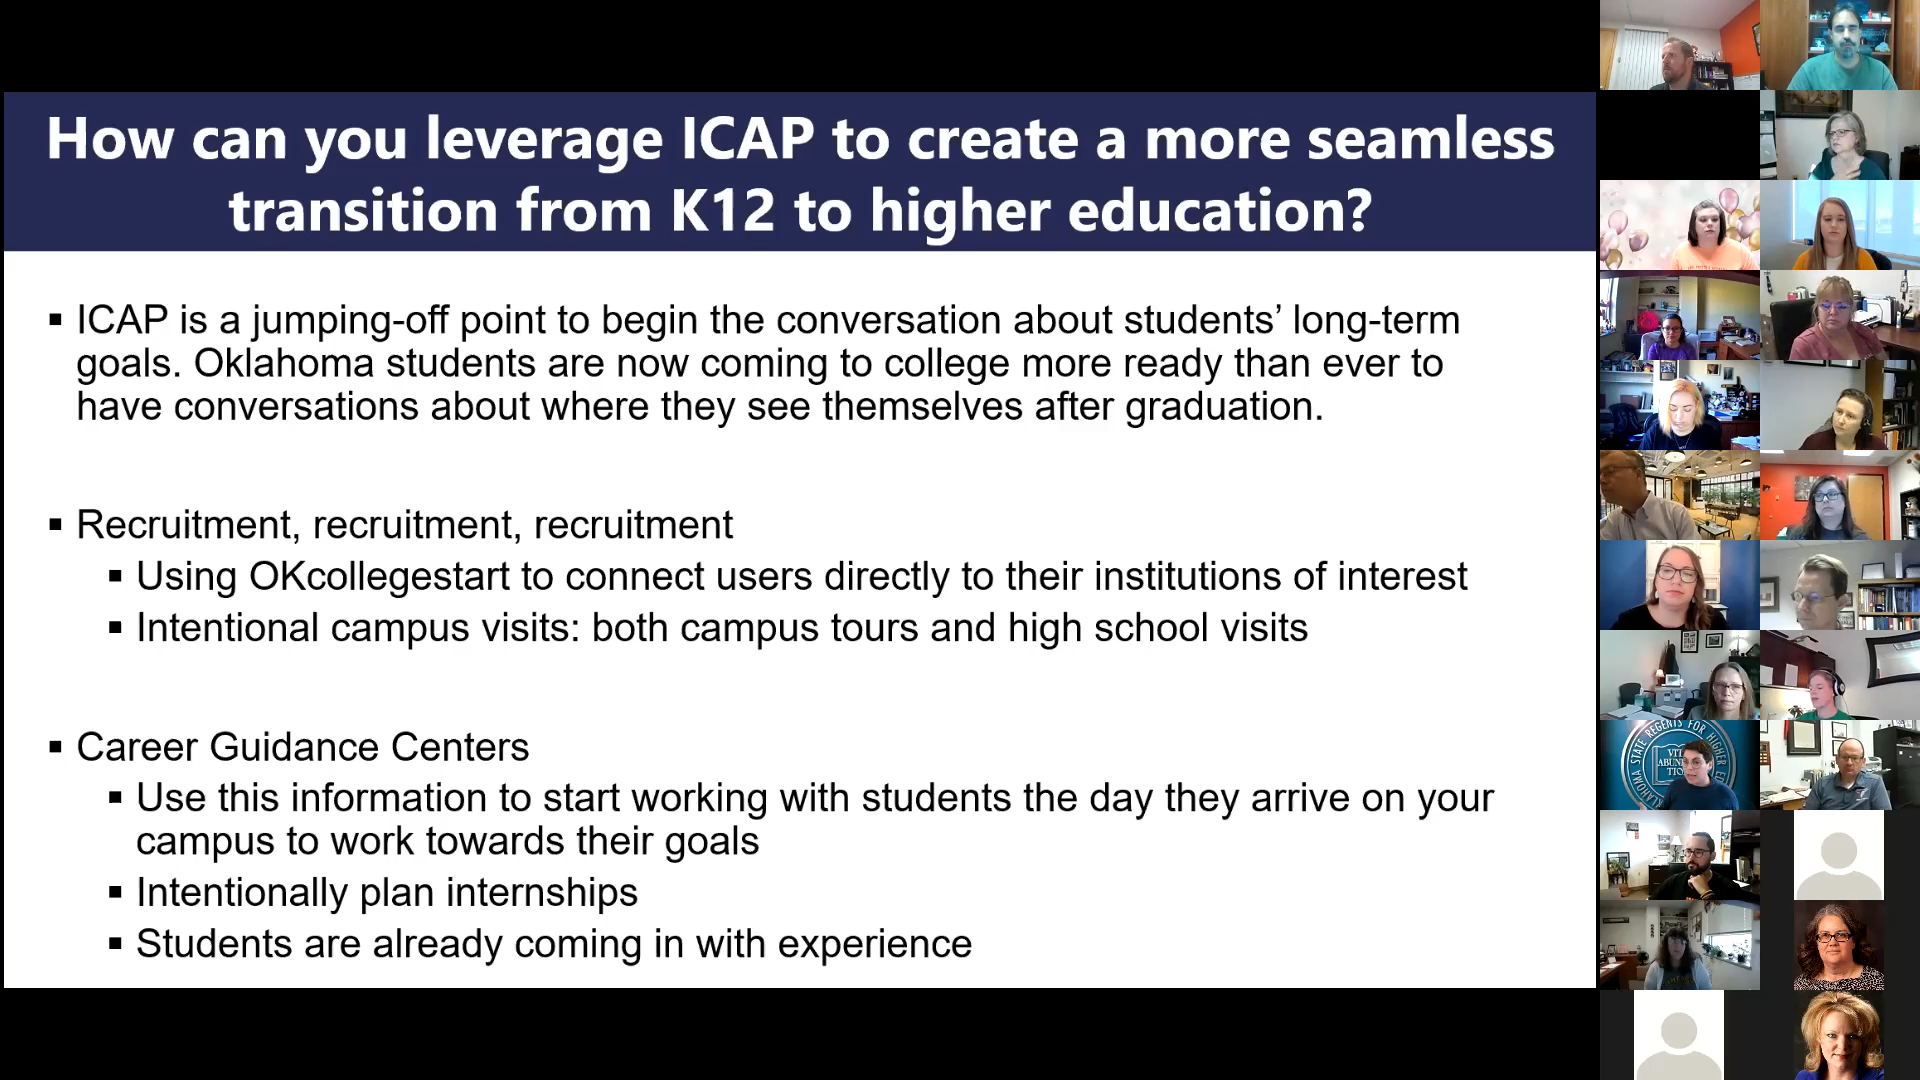 How can you leverage ICAP to create a more seamless
transition from K12 to higher education?
▪ ICAP is a jumping-off point to begin the conversation about students’ long-term
goals. Oklahoma students are now coming to college more ready than ever to
have conversations about where they see themselves after graduation.
▪ Recruitment, recruitment, recruitment
▪ Using OKcollegestart to connect users directly to their institutions of interest
▪ Intentional campus visits: both campus tours and high school visits
▪ Career Guidance Centers
▪ Use this information to start working with students the day they arrive on your
campus to work towards their goals
▪ Intentionally plan internships
▪ Students are already coming in with experience
STATE REGENTS FOR HIGHER